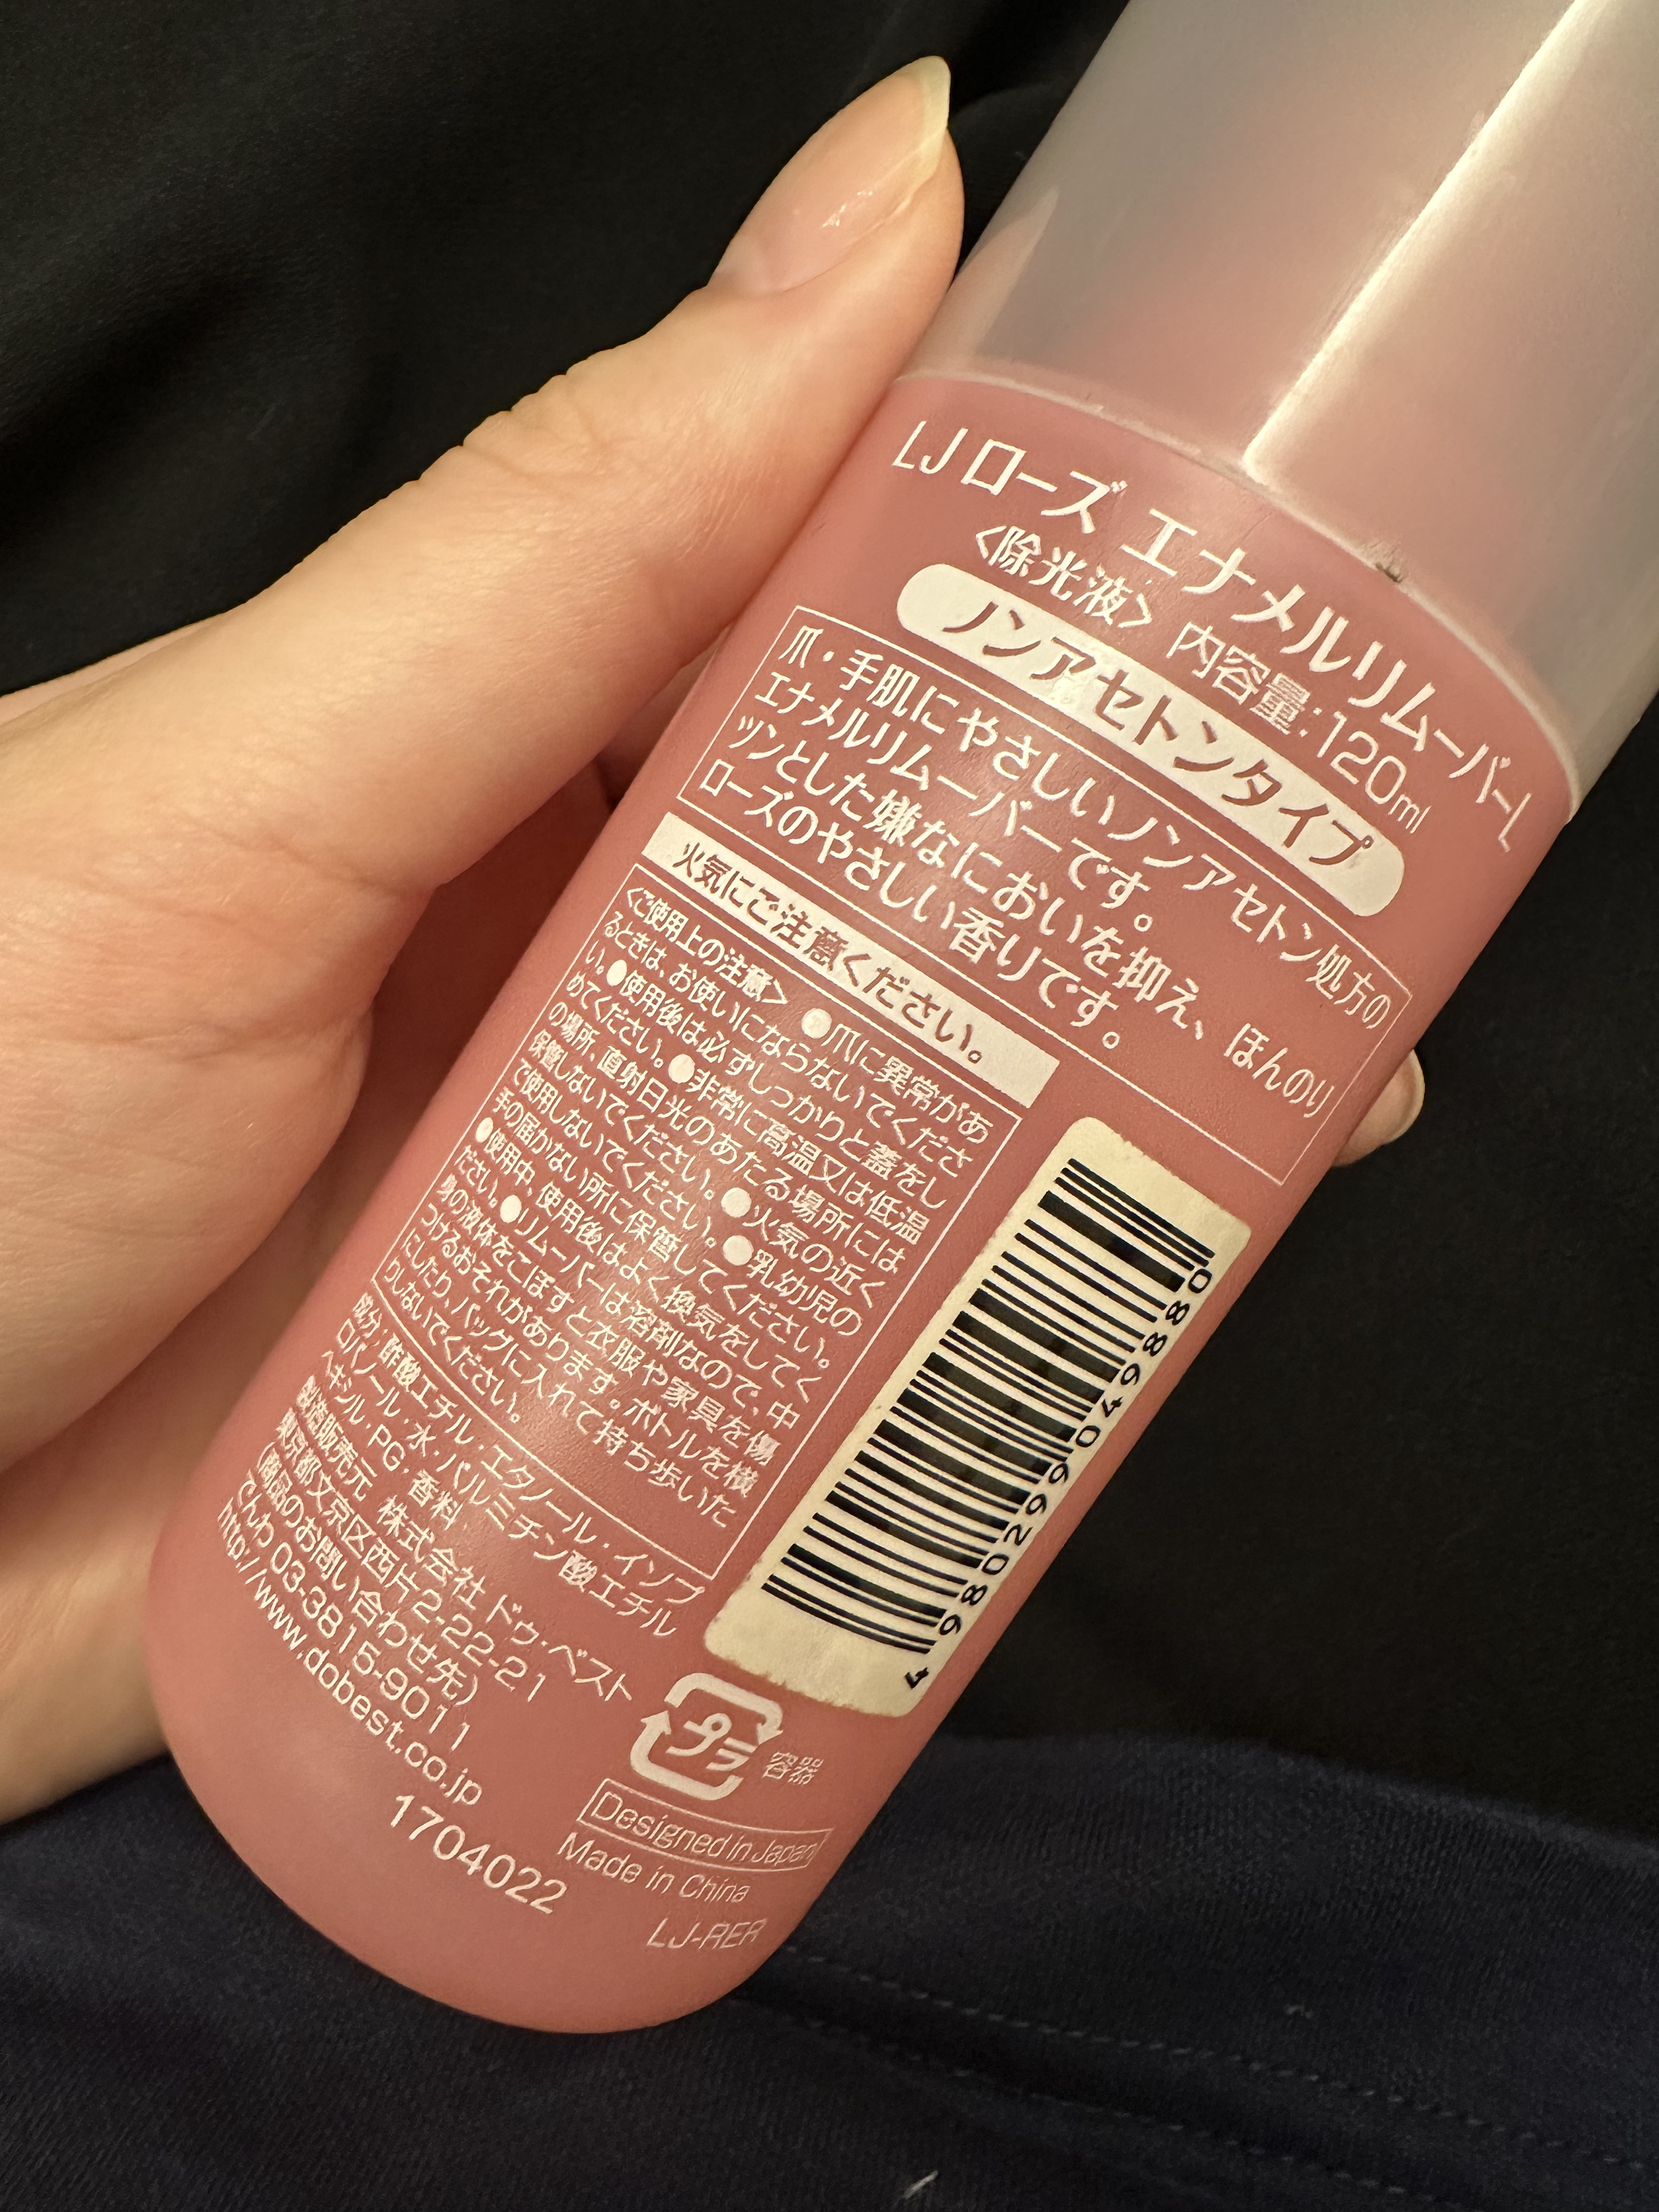 LJ ローズ エナメルリムーバーL
<除光液> 内容量:120ml
ノンアセトンタイプ
爪・手肌にやさしいノンアセトン処方の
エナメルリムーバーです。
ツンとした嫌なにおいを抑え、ほんのり
ローズのやさしい香りです。
火気にご注意ください。
<ご使用上の注意> ●爪に異常があ
るときは、お使いにならないでくださ
い。●使用後は必ずしっかりと蓋をし
めてください。●非常に高温又は低温
の場所、直射日光のあたる場所には
保管しないでください。●火気の近く
で使用しないでください。●乳幼児の
手の届かない所に保管してください。
●使用中、使用後はよく換気をしてく
ださい。●リムーバーは溶剤なので、中
身の液体をこぼすと衣服や家具を傷
つけるおそれがあります。ボトルを横
にしたり、バッグに入れて持ち歩いた
りしないでください。
成分:酢酸エチル・エタノール・イソプ
ロパノール・水・パルミチン酸エチル
ヘキシル・PG・香料
製造販売元 株式会社 ドゥ・ベスト
東京都文京区西片2-22-21
(商品のお問い合わせ先)
でんわ 03-3815-9011
http://www.dobest.co.jp
1704022
4 980299 049880
プラ
容器
Designed in Japan
Made in China
LJ-RER